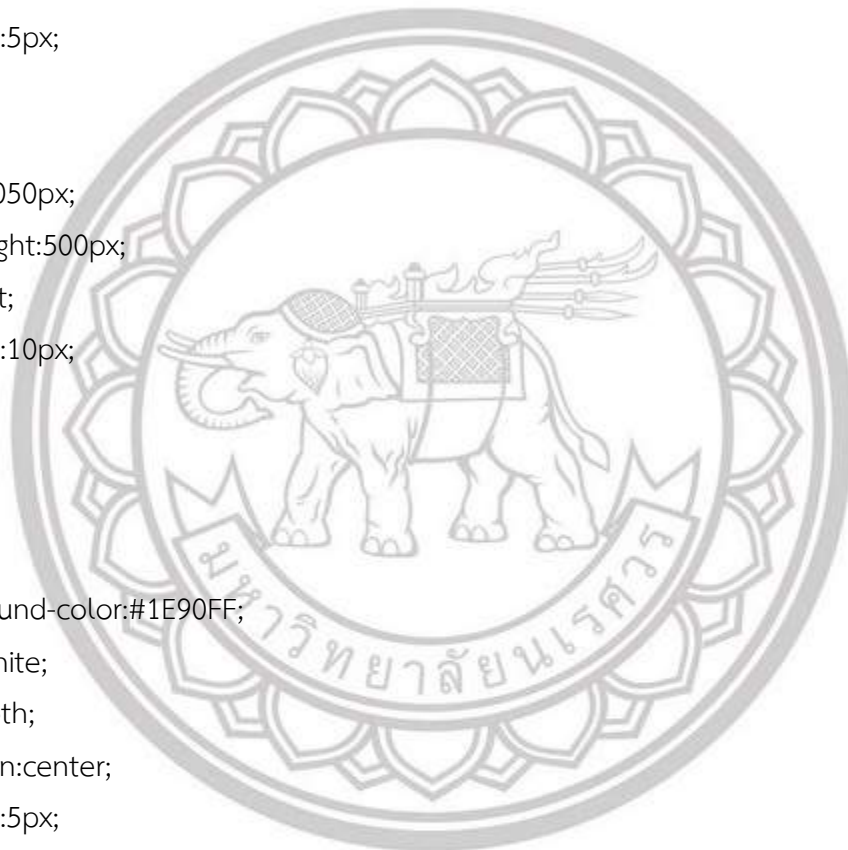 :5px;
050px;
ght:500px;
t;
:10px;
und-color:#1E90FF;
nite;
th;
n:center;
:5px;
มหาวิทยาลัยนเรศวร